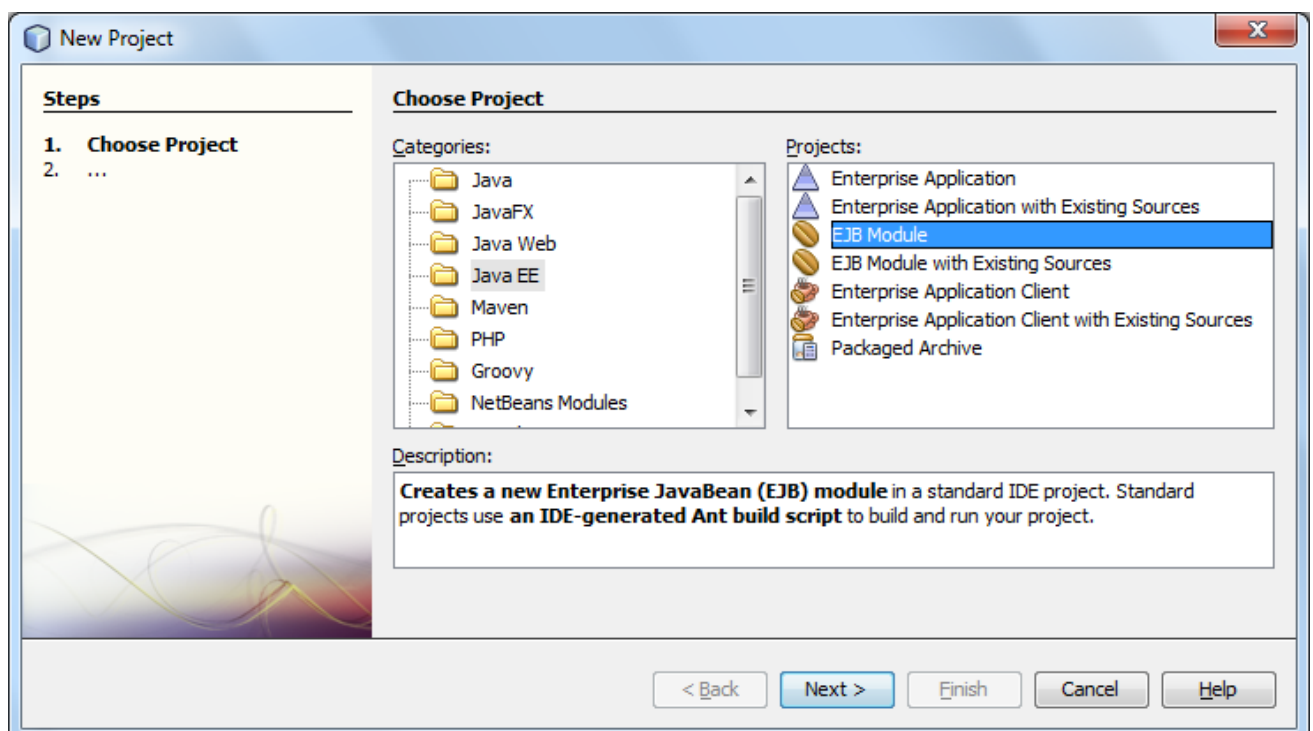 New Project
Steps
1. Choose Project
2. ...
Choose Project
Categories:
Java
JavaFX
Java Web
Java EE
Maven
PHP
Groovy
NetBeans Modules
Projects:
Enterprise Application
Enterprise Application with Existing Sources
EJB Module
EJB Module with Existing Sources
Enterprise Application Client
Enterprise Application Client with Existing Sources
Packaged Archive
Description:
Creates a new Enterprise JavaBean (EJB) module in a standard IDE project. Standard
projects use an IDE-generated Ant build script to build and run your project.
< Back Next > Finish Cancel Help